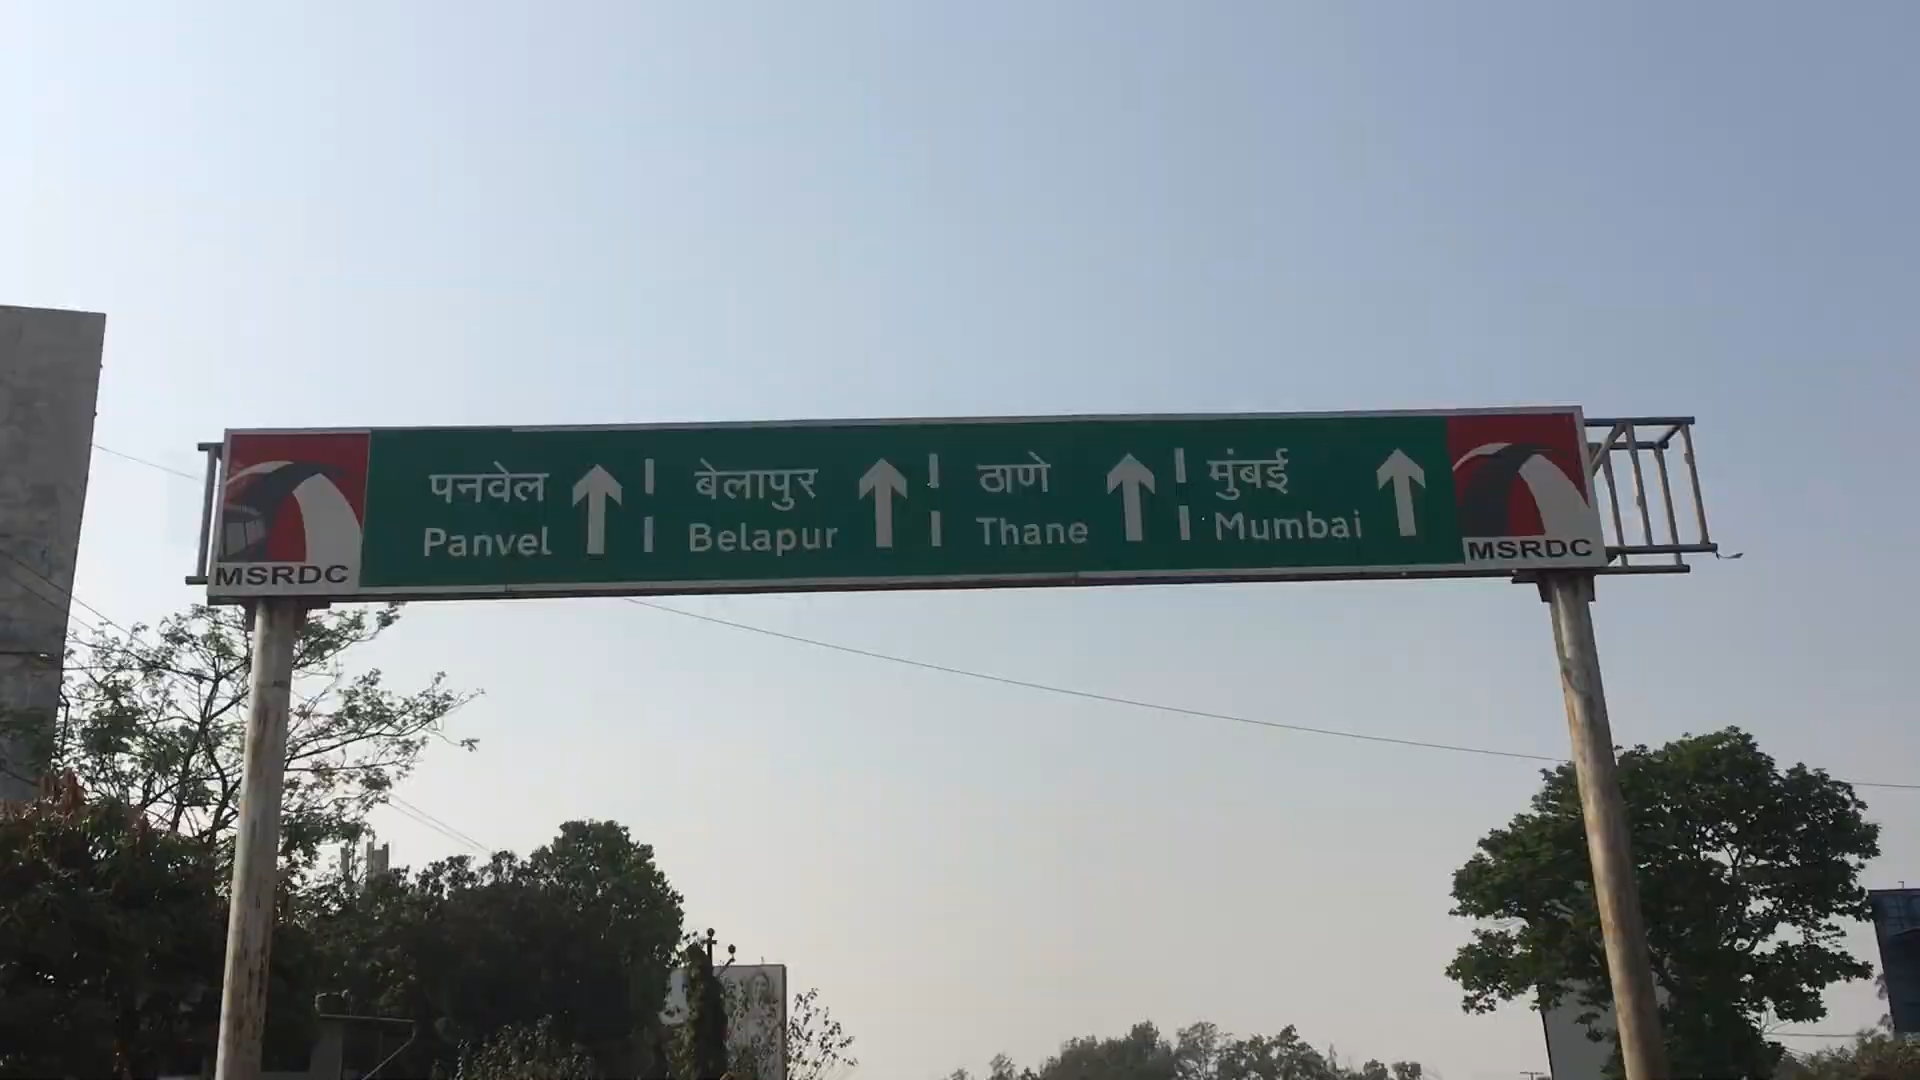 पनवेल
Panvel
बेलापुर
Belapur
ठाणे
Thane
मुंबई
Mumbai
MSRDC
MSRDC